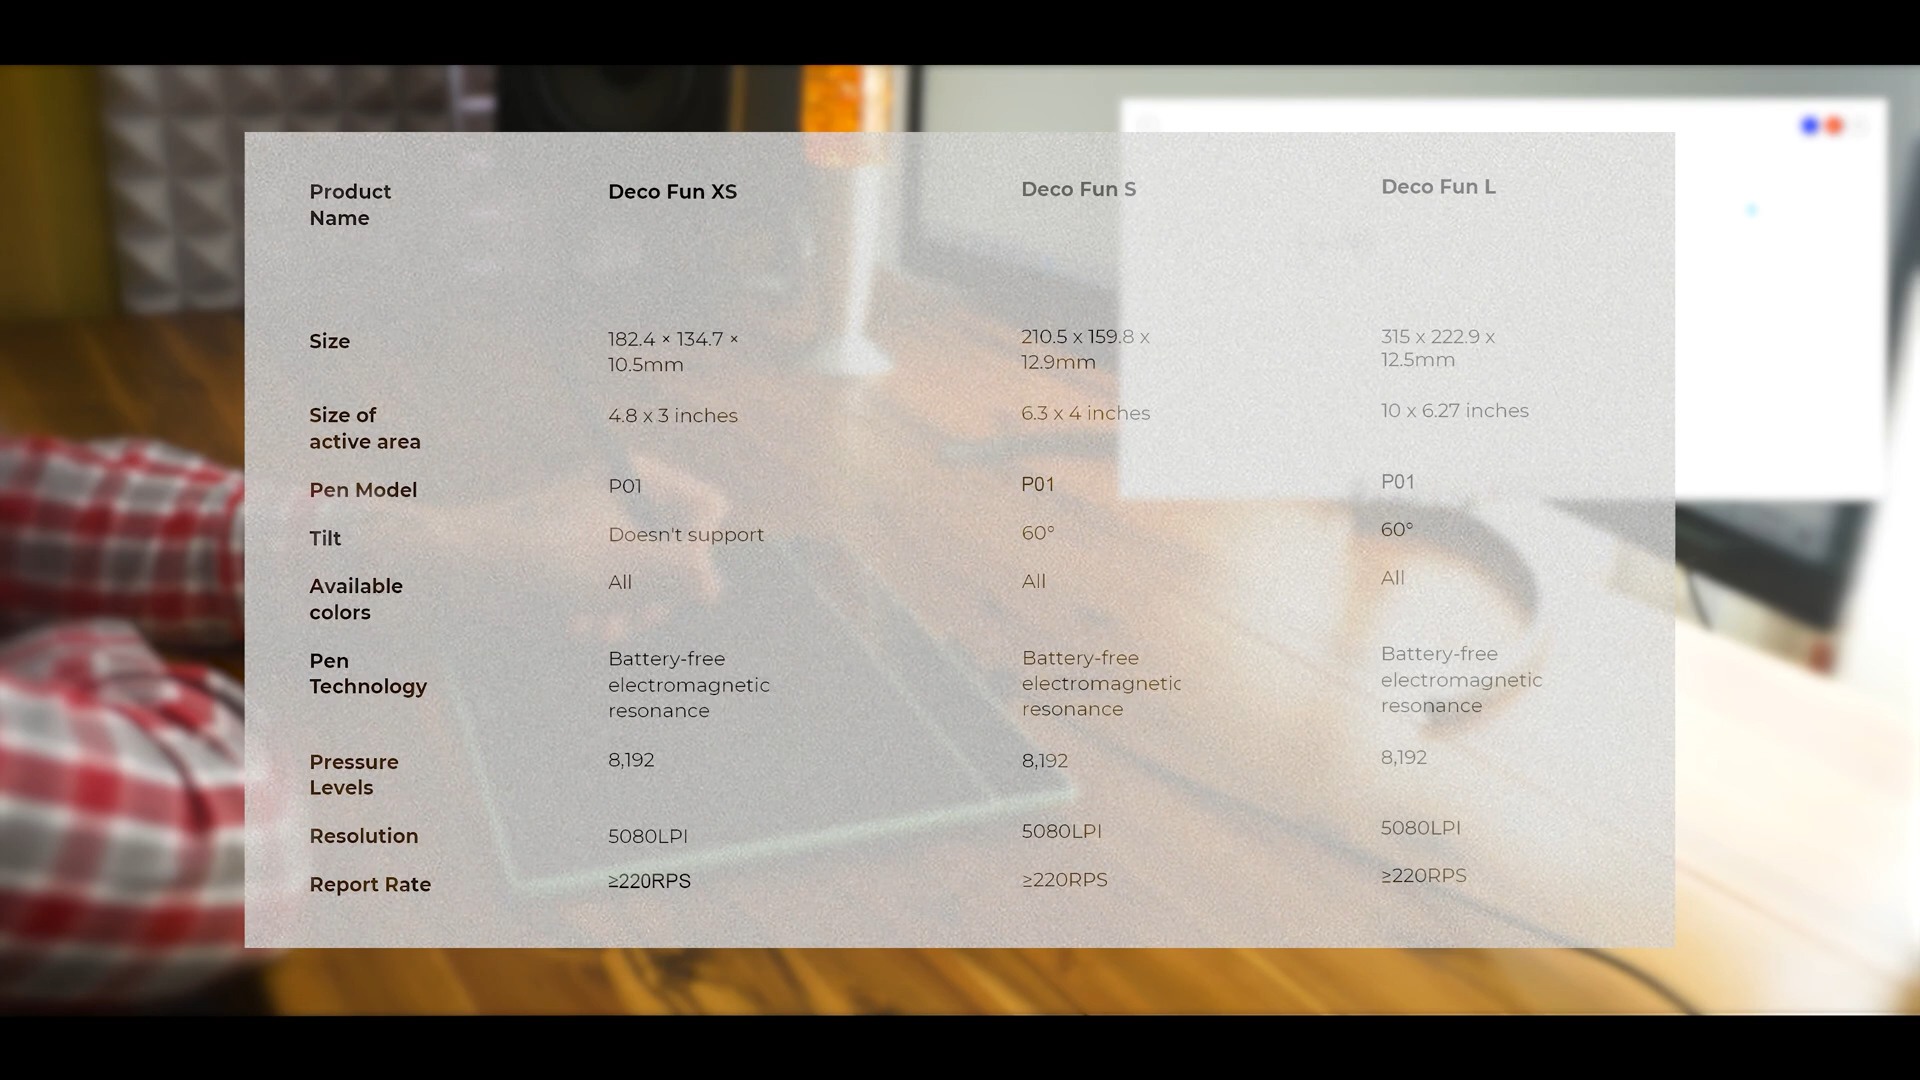 Product
Name
Deco Fun XS
Deco Fun S
Deco Fun L
Size
182.4 × 134.7 ×
10.5mm
210.5 x 159.8 x
12.9mm
315 x 222.9 x
12.5mm
Size of
active area
4.8 x 3 inches
6.3 x 4 inches
10 x 6.27 inches
Pen Model
P01
P01
P01
Tilt
Doesn't support
60°
60°
Available
colors
All
All
All
Pen
Technology
Battery-free
electromagnetic
resonance
Battery-free
electromagnetic
resonance
Battery-free
electromagnetic
resonance
Pressure
Levels
8,192
8,192
8,192
Resolution
5080LPI
5080LPI
5080LPI
Report Rate
≥220RPS
≥220RPS
≥220RPS